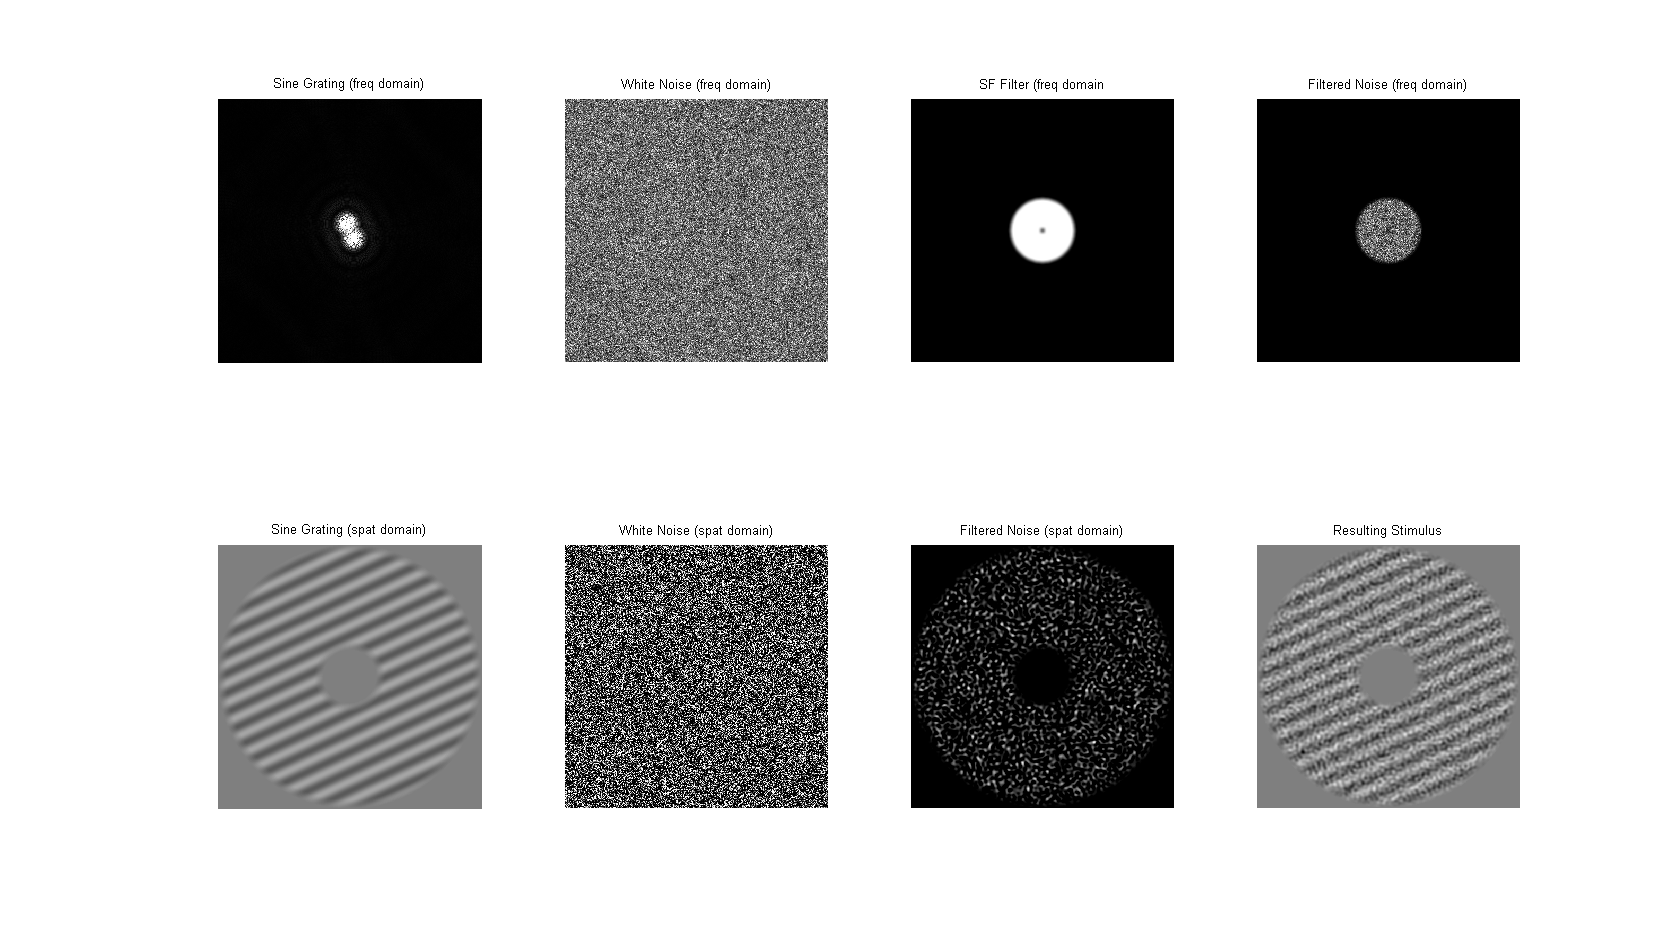 Sine Grating (freq domain)
White Noise (freq domain)
SF Filter (freq domain
Filtered Noise (freq domain)
Sine Grating (spat domain)
White Noise (spat domain)
Filtered Noise (spat domain)
Resulting Stimulus